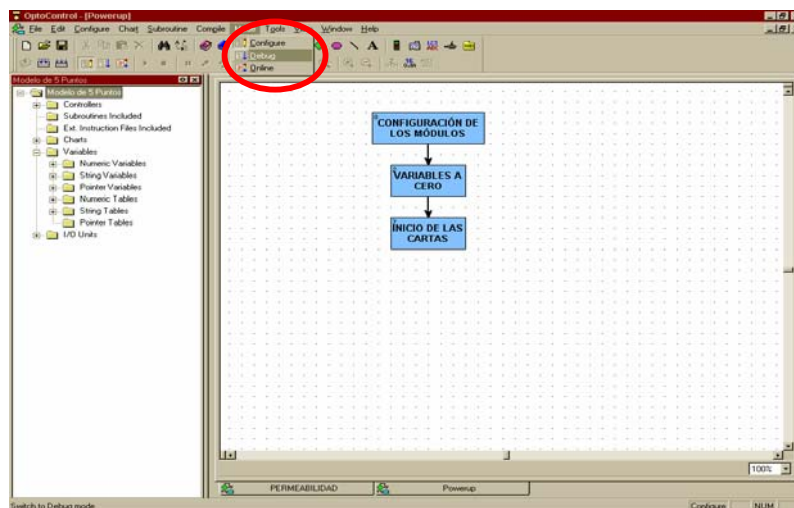 OptoControl - [Powerup]
File Edit Configure Chart Subroutine Compile Tools Window Help
Configure
Debug
Online
Modelo de 5 Puntos
Modelo de 5 Puntos
Controllers
Subroutines Included
Ext. Instruction Files Included
Charts
Variables
Numeric Variables
String Variables
Pointer Variables
Numeric Tables
String Tables
Pointer Tables
I/O Units
CONFIGURACIÓN DE
LOS MÓDULOS
VARIABLES A
CERO
INICIO DE LAS
CARTAS
100%
PERMEABILIDAD Powerup
Switch to Debug mode Configure NUM